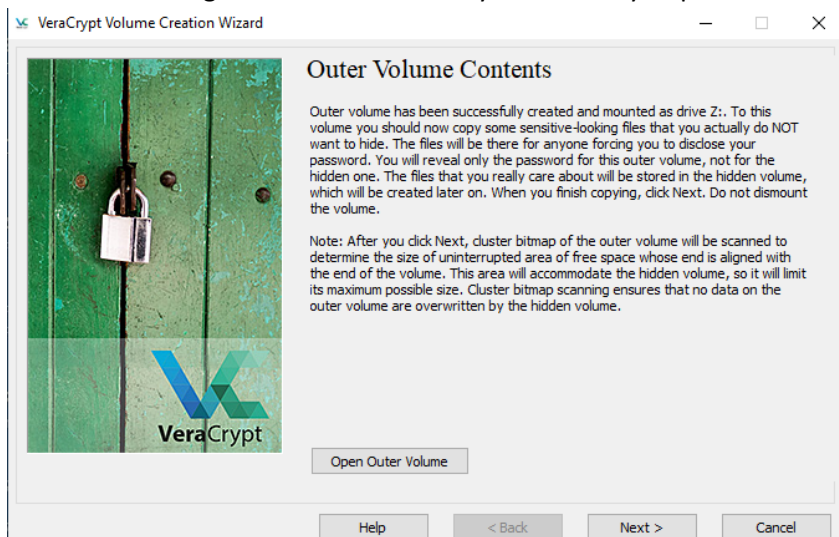 VeraCrypt Volume Creation Wizard
Outer Volume Contents
Outer volume has been successfully created and mounted as drive Z:. To this
volume you should now copy some sensitive-looking files that you actually do NOT
want to hide. The files will be there for anyone forcing you to disclose your
password. You will reveal only the password for this outer volume, not for the
hidden one. The files that you really care about will be stored in the hidden volume,
which will be created later on. When you finish copying, click Next. Do not dismount
the volume.
Note: After you click Next, cluster bitmap of the outer volume will be scanned to
determine the size of uninterrupted area of free space whose end is aligned with
the end of the volume. This area will accommodate the hidden volume, so it will limit
its maximum possible size. Cluster bitmap scanning ensures that no data on the
outer volume are overwritten by the hidden volume.
VeraCrypt
Open Outer Volume
Help
< Back
Next >
Cancel